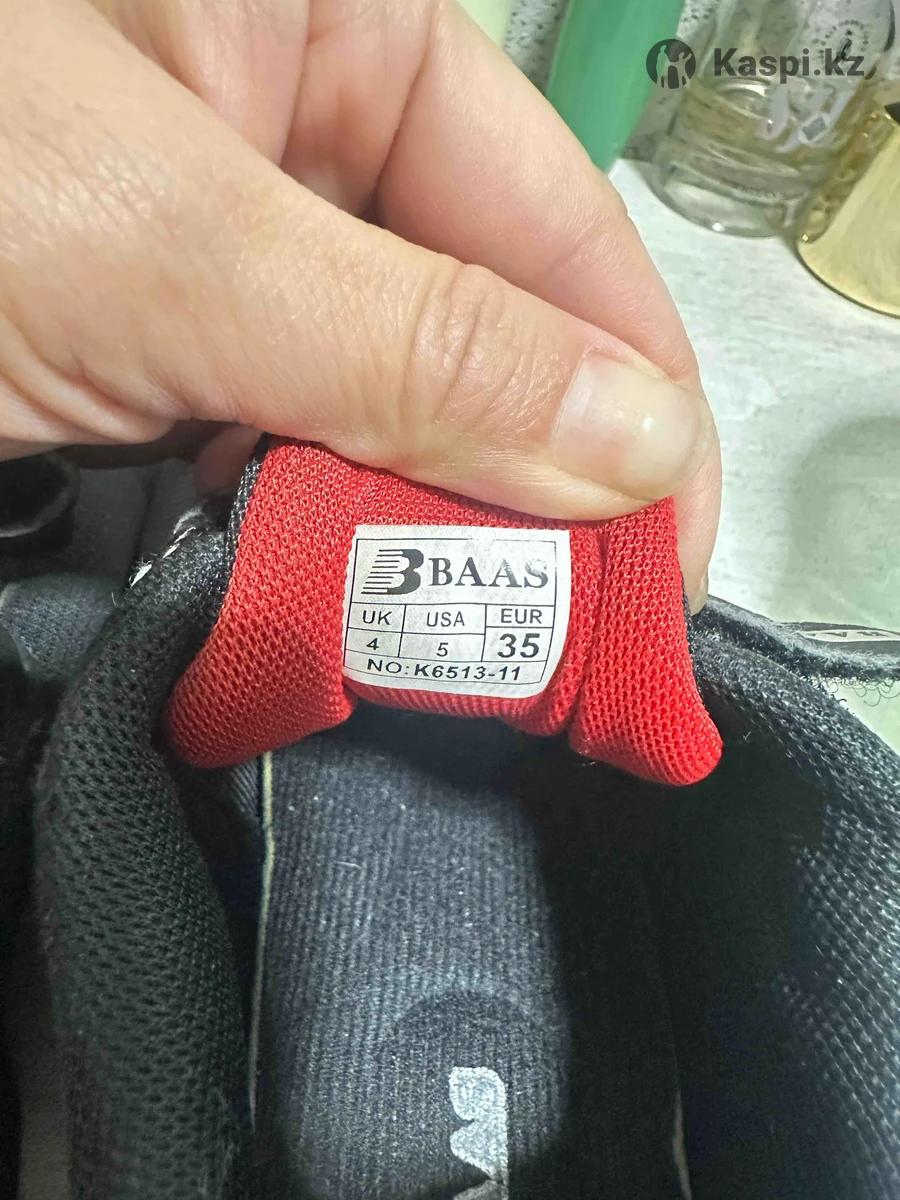 Kaspi.kz
BAAS
UK USA EUR
4 5 35
NO:K6513-11